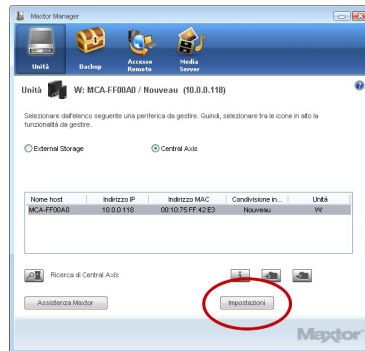 Maxtor Manager
Unità
Backup
Accesso
Remoto
Media
Server
Unità W: MCA-FF00A0 / Nouveau (10.0.0.118)
Selezionare dall'elenco seguente una periferica da gestire. Quindi, selezionare tra le icone in alto la
funzionalità da gestire.
External Storage
Central Axis
Nome host Indirizzo IP Indirizzo MAC Condivisione in... Unità
MCA-FF00A0 10.0.0.118 00:10:75:FF:42:E3 Nouveau W:
Ricerca di Central Axis
Assistenza Maxtor
Impostazioni
Maxtor